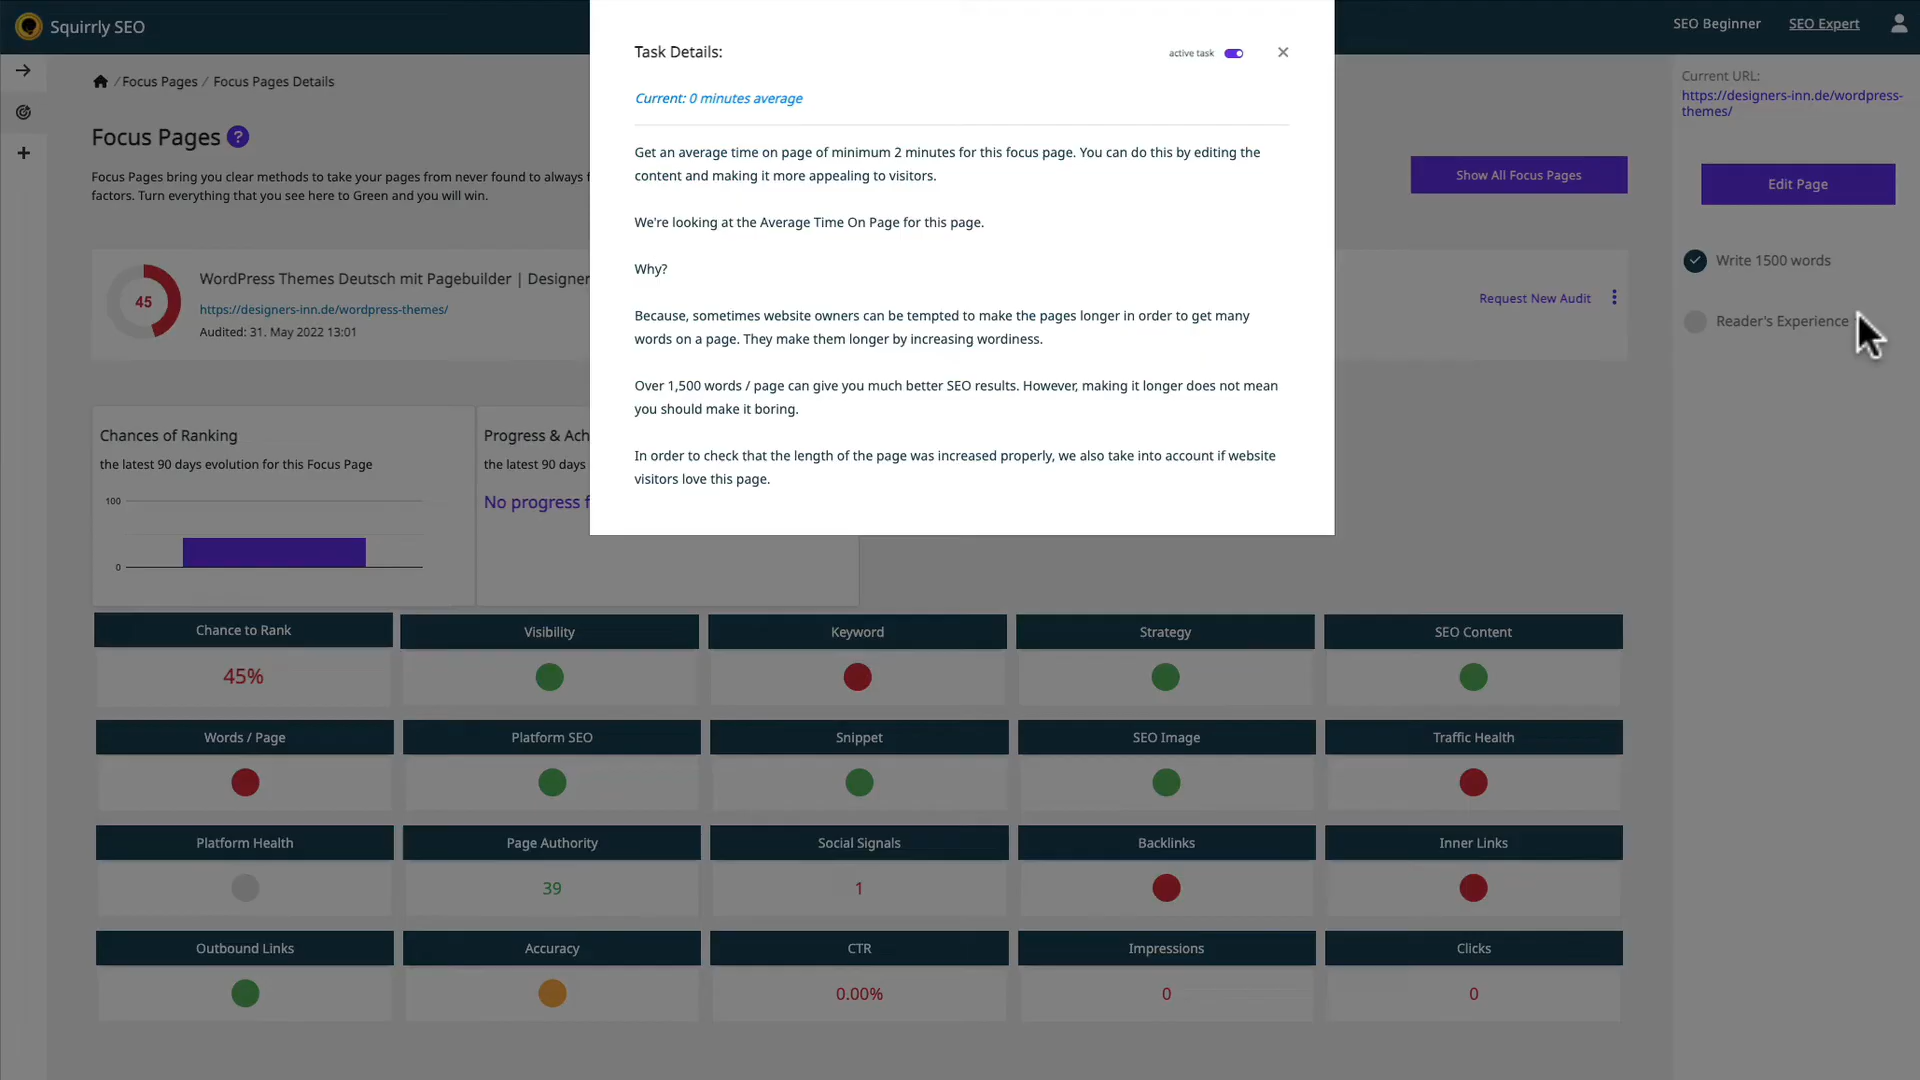 Squirrly SEO
SEO Beginner
SEO Expert
Task Details:
active task
Current: 0 minutes average
Get an average time on page of minimum 2 minutes for this focus page. You can do this by editing the
content and making it more appealing to visitors.
We're looking at the Average Time On Page for this page.
Why?
Because, sometimes website owners can be tempted to make the pages longer in order to get many
words on a page. They make them longer by increasing wordiness.
Over 1,500 words / page can give you much better SEO results. However, making it longer does not mean
you should make it boring.
In order to check that the length of the page was increased properly, we also take into account if website
visitors love this page.
/ Focus Pages / Focus Pages Details
Focus Pages ?
Focus Pages bring you clear methods to take your pages from never found to always
factors. Turn everything that you see here to Green and you will win.
Show All Focus Pages
45
WordPress Themes Deutsch mit Pagebuilder | Designer
https://designers-inn.de/wordpress-themes/
Audited: 31. May 2022 13:01
Request New Audit
Chances of Ranking
the latest 90 days evolution for this Focus Page
100
0
Progress & Ach
the latest 90 days
No progress f
Chance to Rank
Visibility
Keyword
Strategy
SEO Content
45%
Words / Page
Platform SEO
Snippet
SEO Image
Traffic Health
Platform Health
Page Authority
Social Signals
Backlinks
Inner Links
39
1
Outbound Links
Accuracy
CTR
Impressions
Clicks
0.00%
0
0
Current URL:
https://designers-inn.de/wordpress-
themes/
Edit Page
Write 1500 words
Reader's Experience